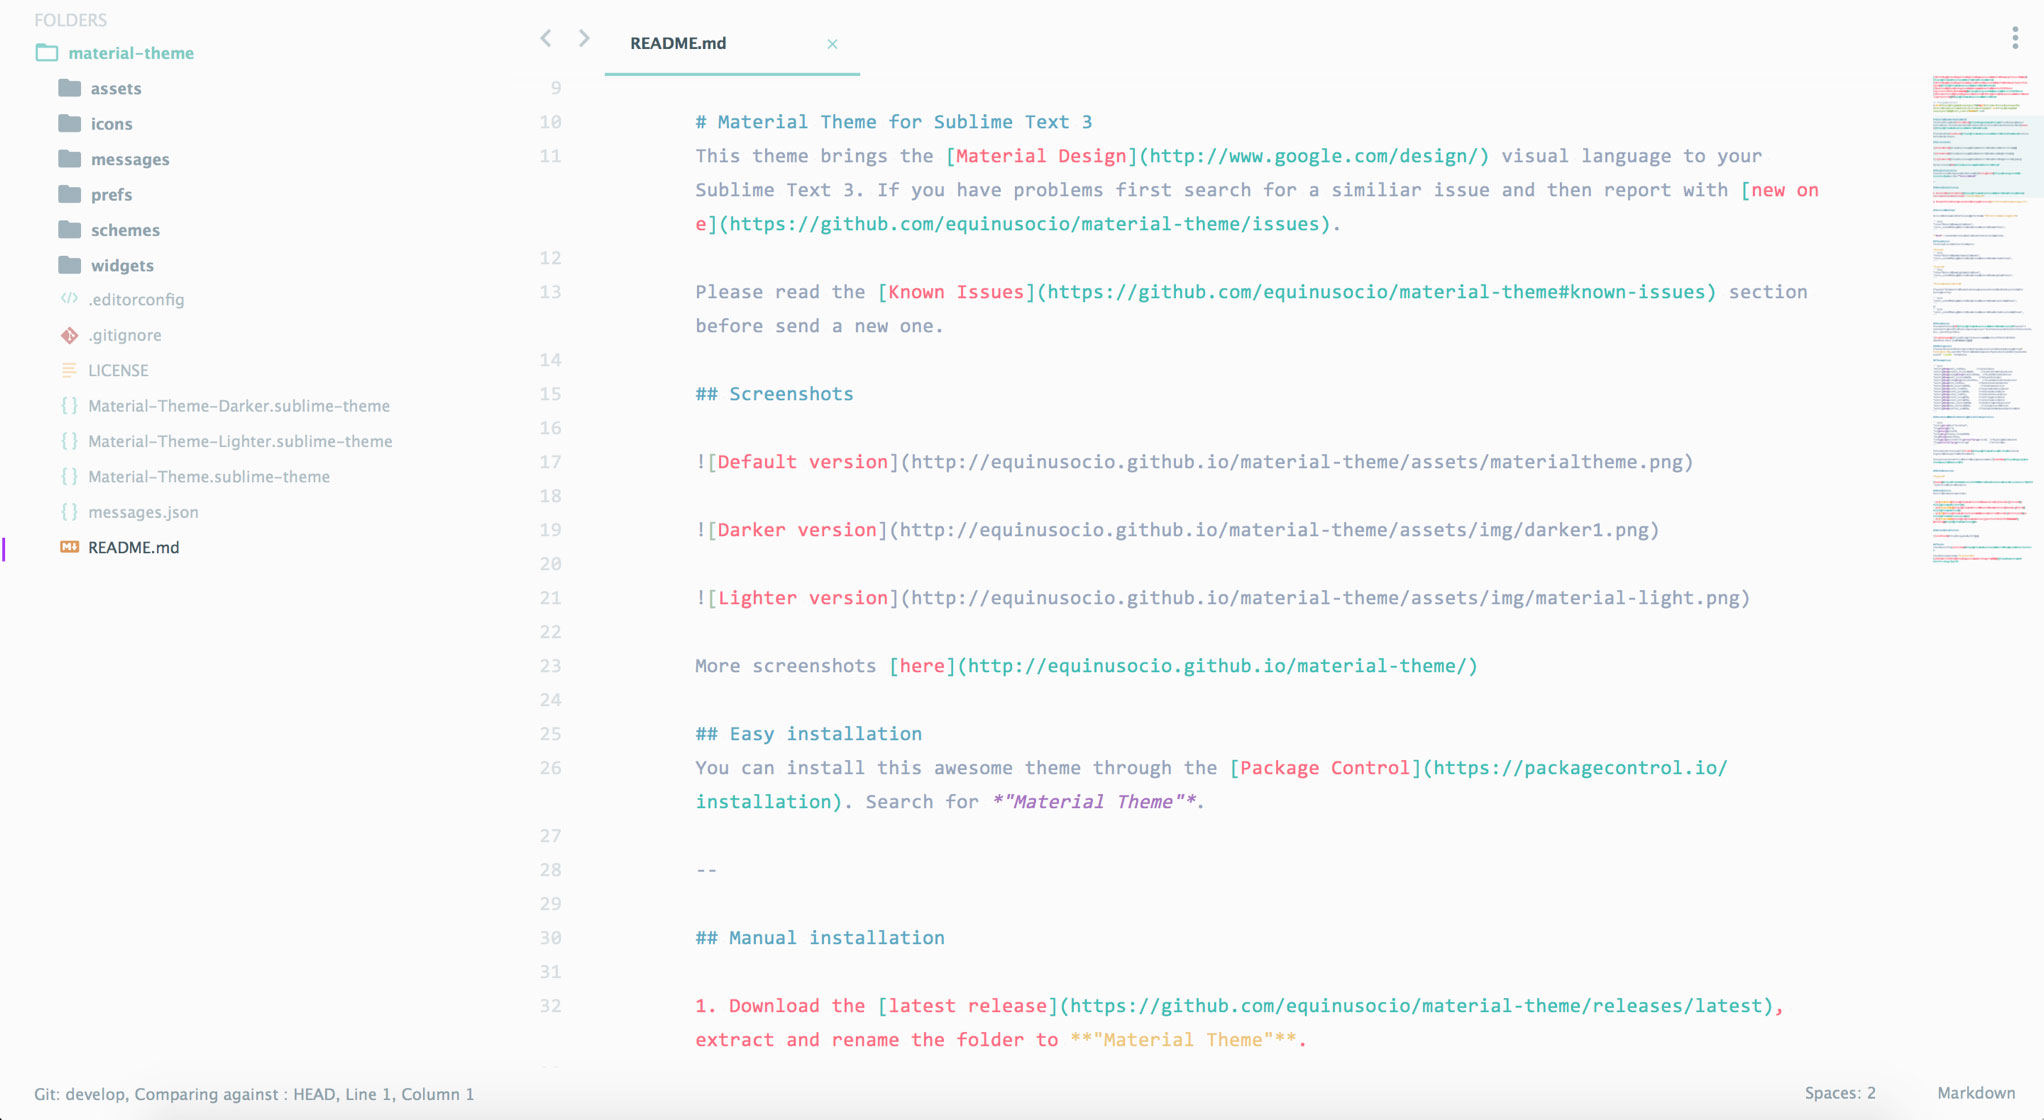 FOLDERS
material-theme
assets
icons
messages
prefs
schemes
widgets
.editorconfig
.gitignore
LICENSE
Material-Theme-Darker.sublime-theme
Material-Theme-Lighter.sublime-theme
Material-Theme.sublime-theme
messages.json
README.md
README.md
9
10 # Material Theme for Sublime Text 3
11 This theme brings the [Material Design](http://www.google.com/design/) visual language to your
Sublime Text 3. If you have problems first search for a similiar issue and then report with [new on
e](https://github.com/equinusocio/material-theme/issues).
12
13 Please read the [Known Issues](https://github.com/equinusocio/material-theme#known-issues) section
before send a new one.
14
15 ## Screenshots
16
17 ![Default version](http://equinusocio.github.io/material-theme/assets/materialtheme.png)
18
19 ![Darker version](http://equinusocio.github.io/material-theme/assets/img/darker1.png)
20
21 ![Lighter version](http://equinusocio.github.io/material-theme/assets/img/material-light.png)
22
23 More screenshots [here](http://equinusocio.github.io/material-theme/)
24
25 ## Easy installation
26 You can install this awesome theme through the [Package Control](https://packagecontrol.io/
installation). Search for *"Material Theme"*.
27
28 --
29
30 ## Manual installation
31
32 1. Download the [latest release](https://github.com/equinusocio/material-theme/releases/latest),
extract and rename the folder to **"Material Theme"**.
Git: develop, Comparing against : HEAD, Line 1, Column 1
Spaces: 2
Markdown